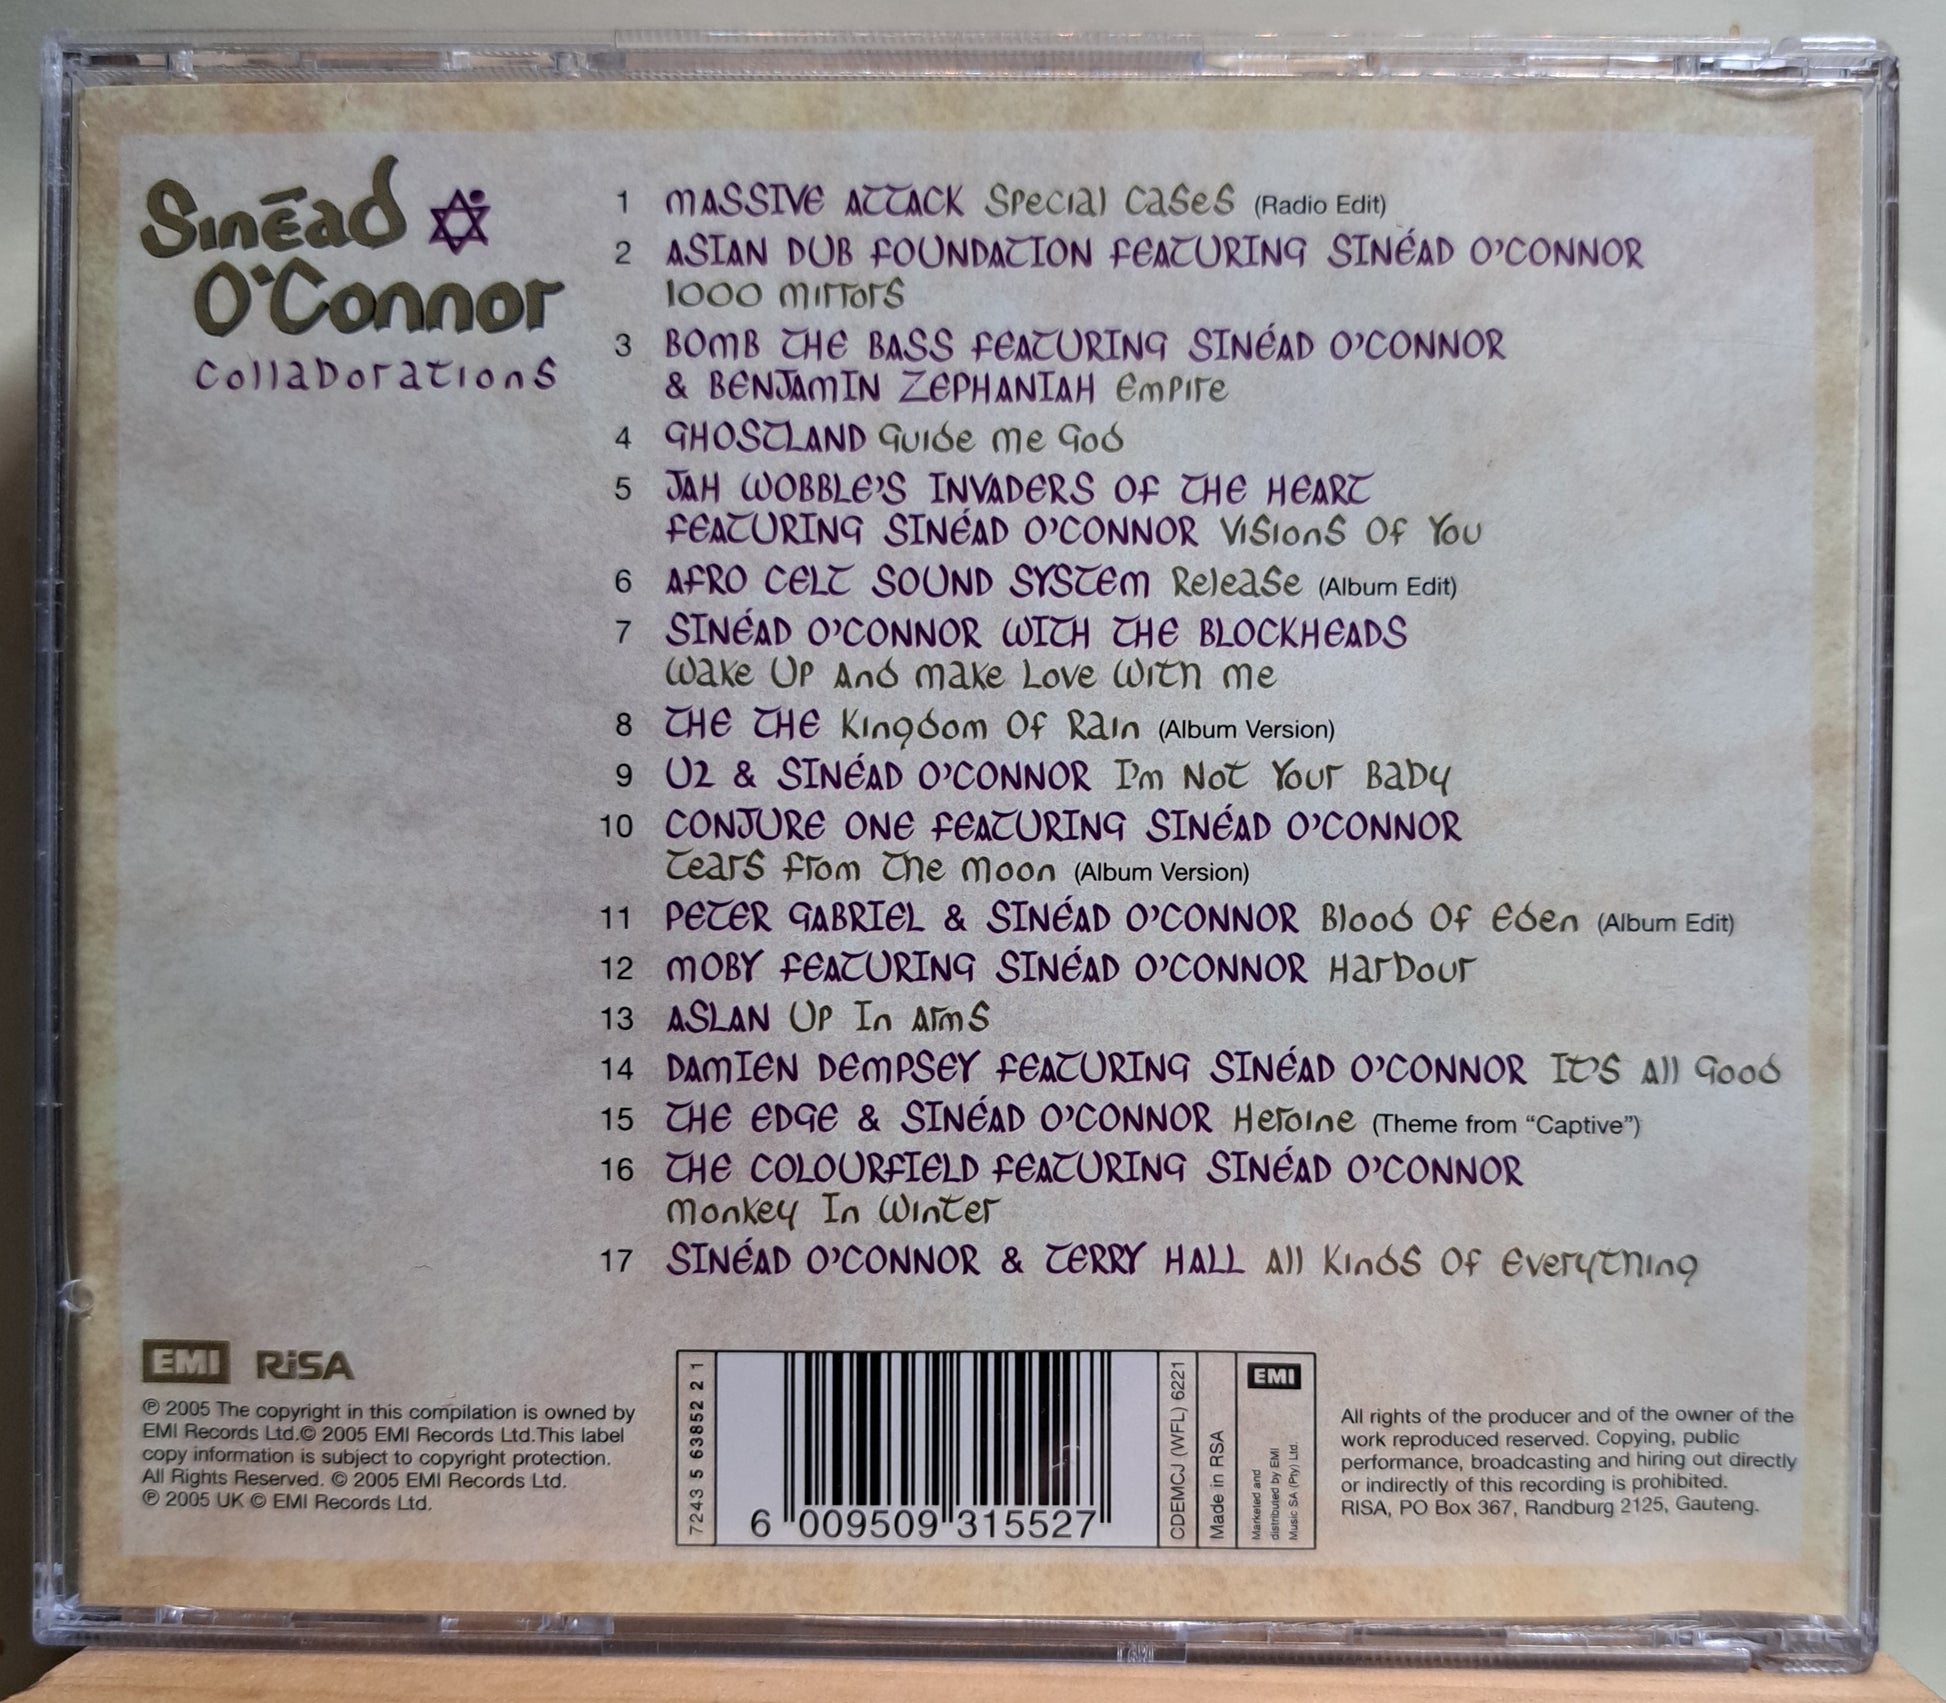 Sinéad
O'Connor
Collaborations
1 MASSIVE ATTACK Special Cases (Radio Edit)
2 ASIAN DUB FOUNDATION FEATURING SINÉAD O'CONNOR
1000 Mirrors
3 BOMB THE BASS FEATURING SINÉAD O'CONNOR
& BENJAMIN ZEPHANIAH Empire
4 GHOSTLAND Guide Me God
5 JAH WOBBLE'S INVADERS OF THE HEART
FEATURING SINÉAD O'CONNOR Visions Of You
6 AFRO CELT SOUND SYSTEM Release (Album Edit)
7 SINÉAD O'CONNOR WITH THE BLOCKHEADS
Wake Up And Make Love With Me
8 THE THE Kingdom Of Rain (Album Version)
9 U2 & SINÉAD O'CONNOR I'm Not Your Baby
10 CONJURE ONE FEATURING SINÉAD O'CONNOR
Tears From The Moon (Album Version)
11 PETER GABRIEL & SINÉAD O'CONNOR Blood Of Eden (Album Edit)
12 MOBY FEATURING SINÉAD O'CONNOR Harbour
13 ASLAN Up In Arms
14 DAMIEN DEMPSEY FEATURING SINÉAD O'CONNOR It's All Good
15 THE EDGE & SINÉAD O'CONNOR Heroine (Theme from “Captive”)
16 THE COLOURFIELD FEATURING SINÉAD O'CONNOR
Monkey In Winter
17 SINÉAD O'CONNOR & TERRY HALL All Kinds Of Everything
EMI RiSA
℗ 2005 The copyright in this compilation is owned by
EMI Records Ltd.© 2005 EMI Records Ltd.This label
copy information is subject to copyright protection.
All Rights Reserved. © 2005 EMI Records Ltd.
℗ 2005 UK © EMI Records Ltd.
7243 5 63852 2 1
6 009509 315527
CDEMCJ (WFL) 6221
Made in RSA
EMI
Marketed and
distributed by EMI
Music SA (Pty) Ltd.
All rights of the producer and of the owner of the
work reproduced reserved. Copying, public
performance, broadcasting and hiring out directly
or indirectly of this recording is prohibited.
RISA, PO Box 367, Randburg 2125, Gauteng.